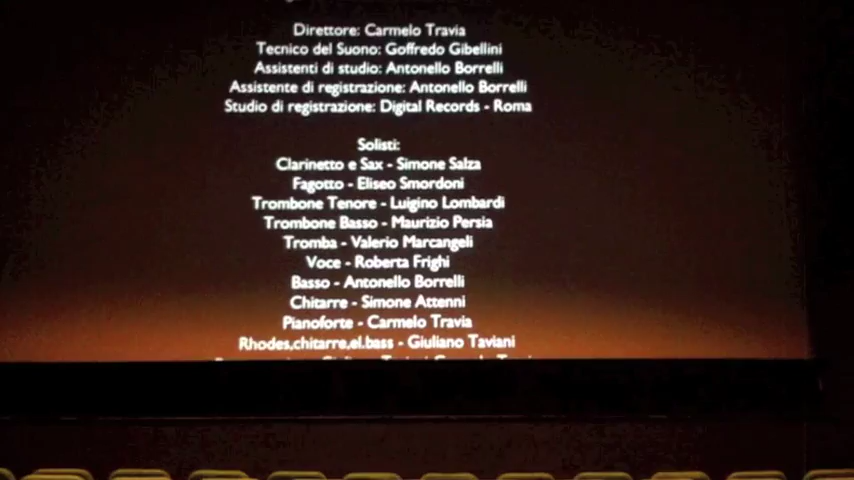 Direttore: Carmelo Travia
Tecnico del Suono: Goffredo Gibellini
Assistenti di studio: Antonello Borrelli
Assistente di registrazione: Antonello Borrelli
Studio di registrazione: Digital Records - Roma
Solisti:
Clarinetto e Sax - Simone Salza
Fagotto - Eliseo Smordoni
Trombone Tenore - Luigino Lombardi
Trombone Basso - Maurizio Persia
Tromba - Valerio Marcangeli
Voce - Roberta Frighi
Basso - Antonello Borrelli
Chitarre - Simone Attenni
Pianoforte - Carmelo Travia
Rhodes,chitarre,el.bass - Giuliano Taviani